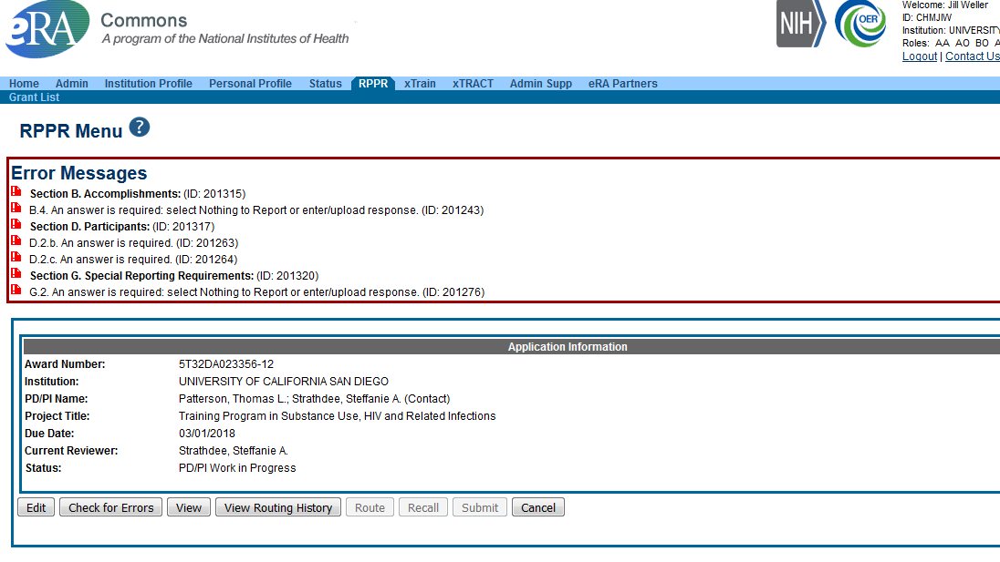 eRA Commons
A program of the National Institutes of Health
NIH
OER
Welcome: Jill Weller
ID: CHMJIW
Institution: UNIVERSITY
Roles: AA AO BO A
Logout | Contact Us
Home Admin Institution Profile Personal Profile Status RPPR xTrain xTRACT Admin Supp eRA Partners
Grant List
RPPR Menu ?
Error Messages
Section B. Accomplishments: (ID: 201315)
B.4. An answer is required: select Nothing to Report or enter/upload response. (ID: 201243)
Section D. Participants: (ID: 201317)
D.2.b. An answer is required. (ID: 201263)
D.2.c. An answer is required. (ID: 201264)
Section G. Special Reporting Requirements: (ID: 201320)
G.2. An answer is required: select Nothing to Report or enter/upload response. (ID: 201276)
Application Information
Award Number: 5T32DA023356-12
Institution: UNIVERSITY OF CALIFORNIA SAN DIEGO
PD/PI Name: Patterson, Thomas L.; Strathdee, Steffanie A. (Contact)
Project Title: Training Program in Substance Use, HIV and Related Infections
Due Date: 03/01/2018
Current Reviewer: Strathdee, Steffanie A.
Status: PD/PI Work in Progress
Edit Check for Errors View View Routing History Route Recall Submit Cancel